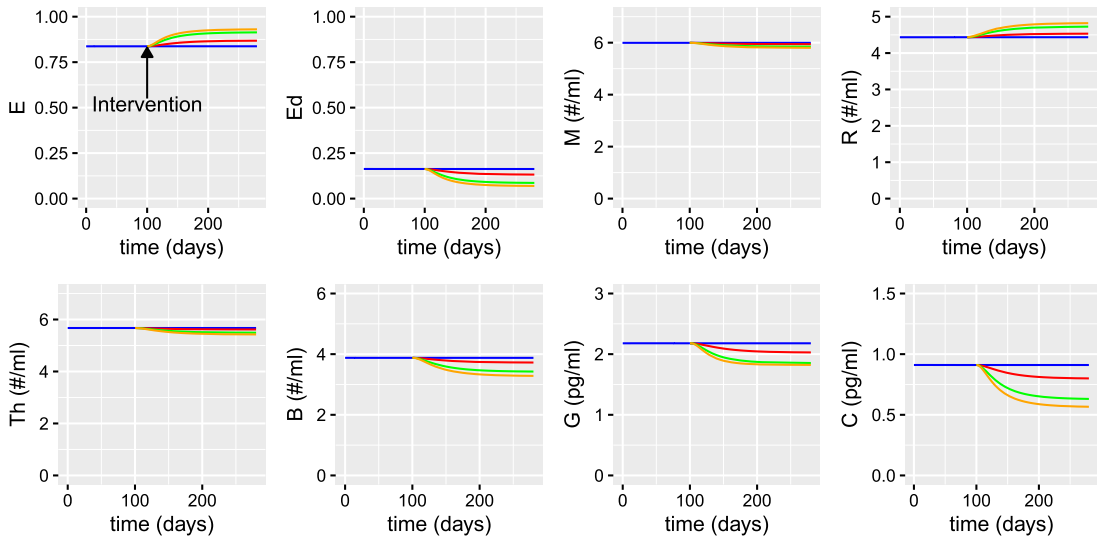 E
1.00
0.75
0.50
0.25
0.00
Intervention
0 100 200
time (days)
Ed
1.00
0.75
0.50
0.25
0.00
0 100 200
time (days)
M (#/ml)
6
4
2
0
0 100 200
time (days)
R (#/ml)
5
4
3
2
1
0
0 100 200
time (days)
Th (#/ml)
6
4
2
0
0 100 200
time (days)
B (#/ml)
6
4
2
0
0 100 200
time (days)
G (pg/ml)
3
2
1
0
0 100 200
time (days)
C (pg/ml)
1.5
1.0
0.5
0.0
0 100 200
time (days)